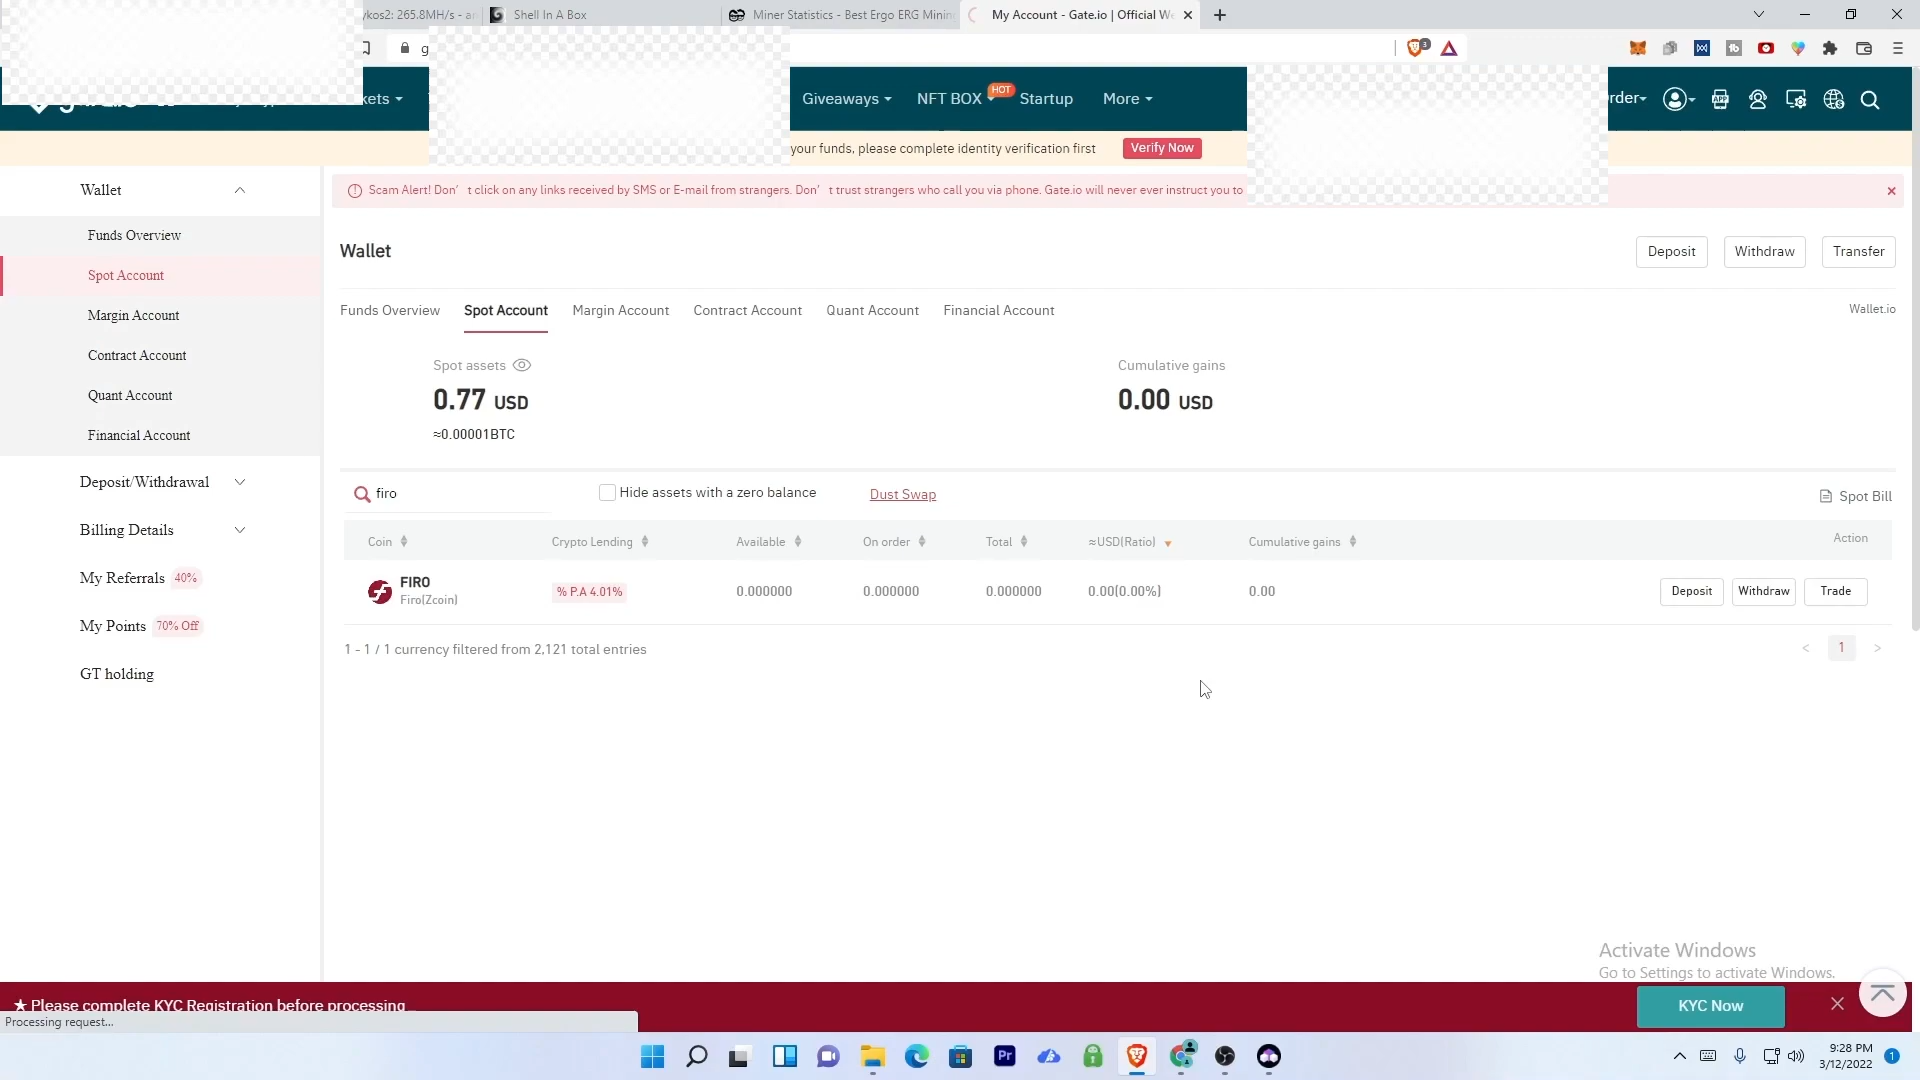 ykos2: 265.8MH/s - a
Shell In A Box
Miner Statistics - Best Ergo ERG Minin
My Account - Gate.io | Official We
g
3
kets
Giveaways
NFT BOX
HOT
Startup
More
rder
APP
your funds, please complete identity verification first
Verify Now
Wallet
Funds Overview
Spot Account
Margin Account
Contract Account
Quant Account
Financial Account
Deposit/Withdrawal
Billing Details
My Referrals 40%
My Points 70% Off
GT holding
Scam Alert! Don’ t click on any links received by SMS or E-mail from strangers. Don’ t trust strangers who call you via phone. Gate.io will never ever instruct you to
Wallet
Deposit
Withdraw
Transfer
Funds Overview
Spot Account
Margin Account
Contract Account
Quant Account
Financial Account
Wallet.io
Spot assets
0.77 USD
≈0.00001BTC
Cumulative gains
0.00 USD
firo
Hide assets with a zero balance
Dust Swap
Spot Bill
Coin
Crypto Lending
Available
On order
Total
≈USD(Ratio)
Cumulative gains
Action
FIRO
Firo(Zcoin)
% P.A 4.01%
0.000000
0.000000
0.000000
0.00(0.00%)
0.00
Deposit
Withdraw
Trade
1 - 1 / 1 currency filtered from 2,121 total entries
<
1
>
Activate Windows
Go to Settings to activate Windows.
★ Please complete KYC Registration before processing
KYC Now
Processing request...
Pr
9:28 PM
3/12/2022
1